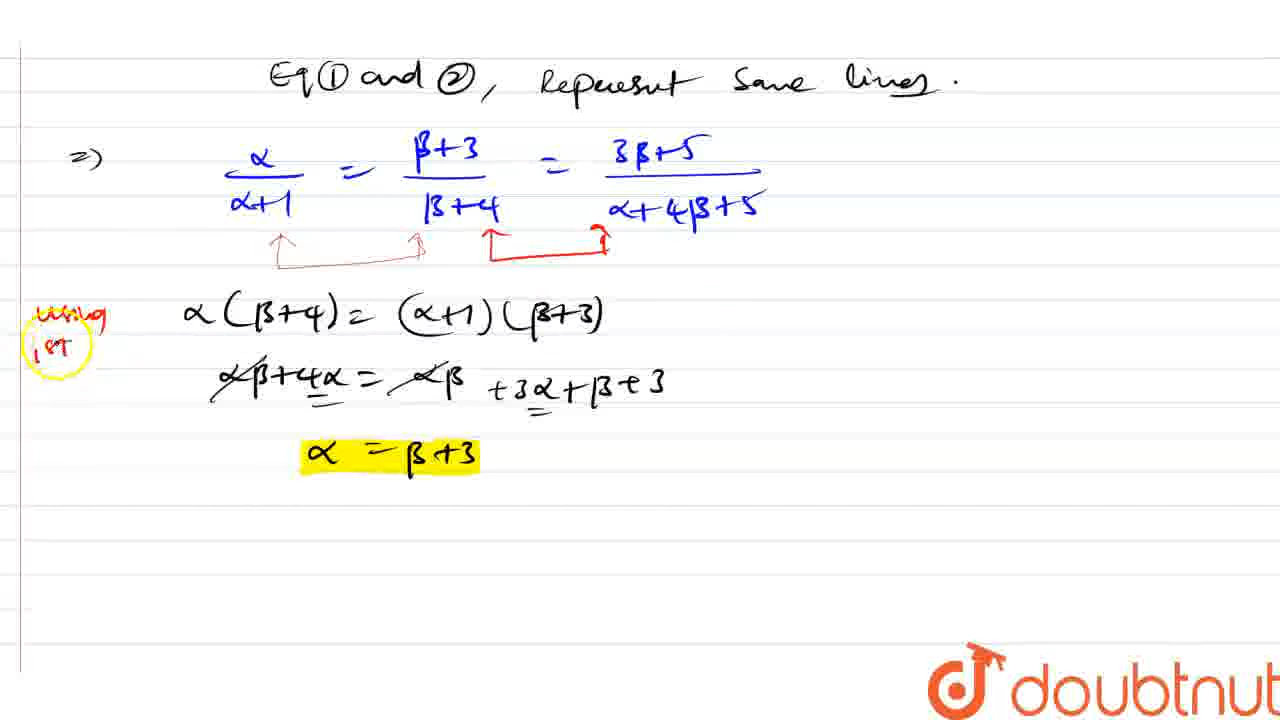 Eq ① and ②, Represent Same lines.
=> α/(α+1) = (β+3)/(β+4) = (3β+5)/(α+4β+5)
using α(β+4) = (α+1)(β+3)
1st
αβ+4α = αβ +3α+β+3
α = β+3
doubtnut